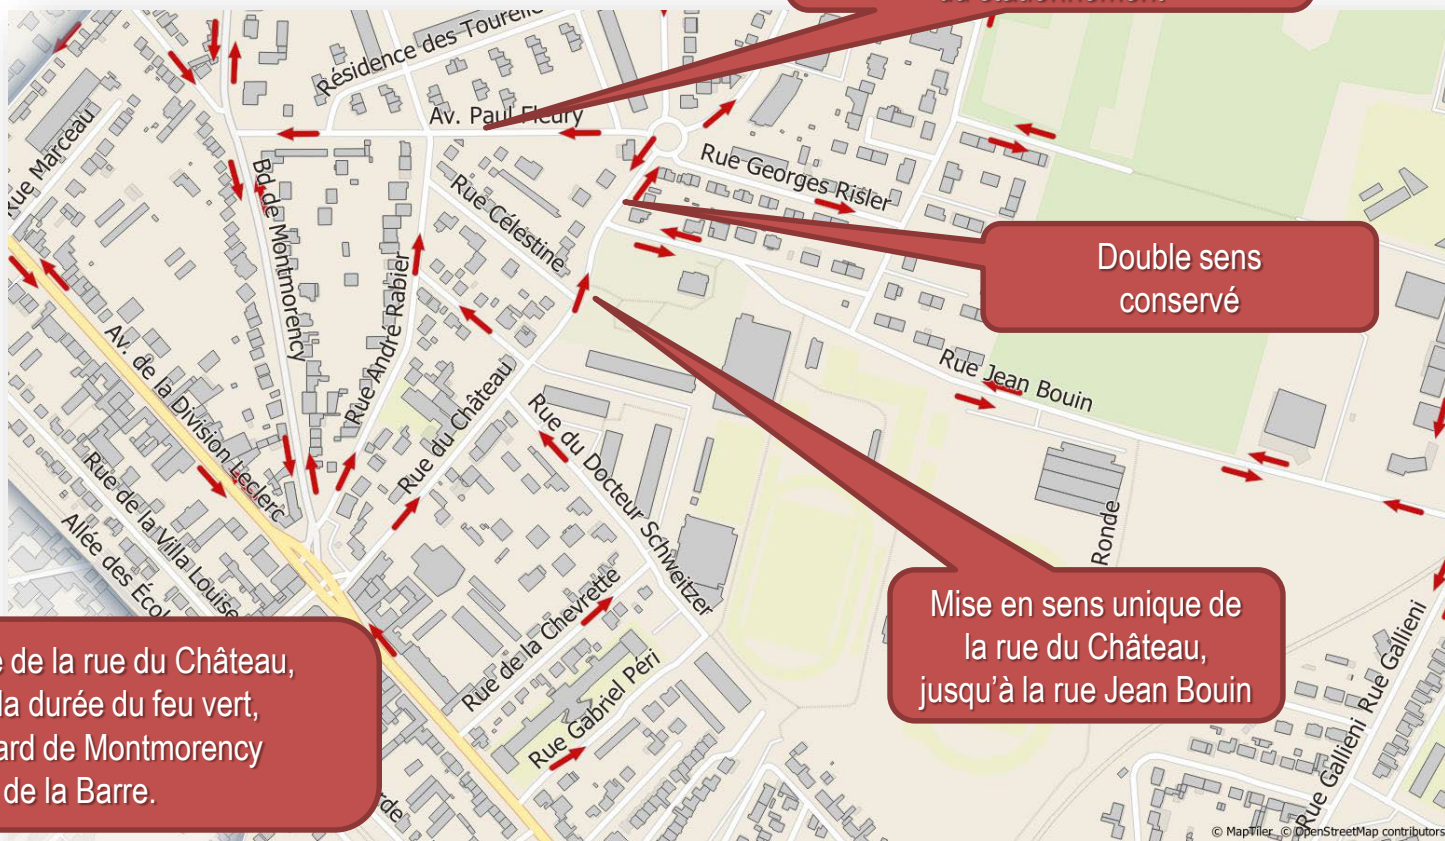 du stationnement
Résidence des Tourelle
Av. Paul Fleury
Rue Marceau
Bd de Montmorency
Rue Célestine
Rue Georges Risler
Double sens
conservé
Rue André Rabier
Av. de la Division Leclerc
Rue du Château
Rue Jean Bouin
Rue du Docteur Schweitzer
Rue de la Villa Louise
Allée des Écol
Ronde
Rue de la Chevrette
Rue Gabriel Péri
Mise en sens unique de
la rue du Château,
jusqu'à la rue Jean Bouin
Rue Gallieni
Rue Gallieni
de la rue du Château,
la durée du feu vert,
ard de Montmorency
de la Barre.
© MapTiler © OpenStreetMap contributors